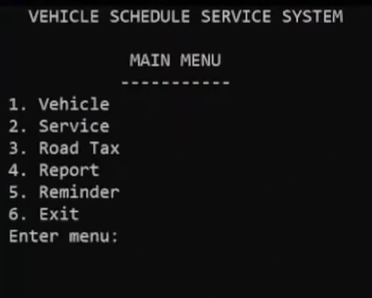 VEHICLE SCHEDULE SERVICE SYSTEM
MAIN MENU
-----------
1. Vehicle
2. Service
3. Road Tax
4. Report
5. Reminder
6. Exit
Enter menu: